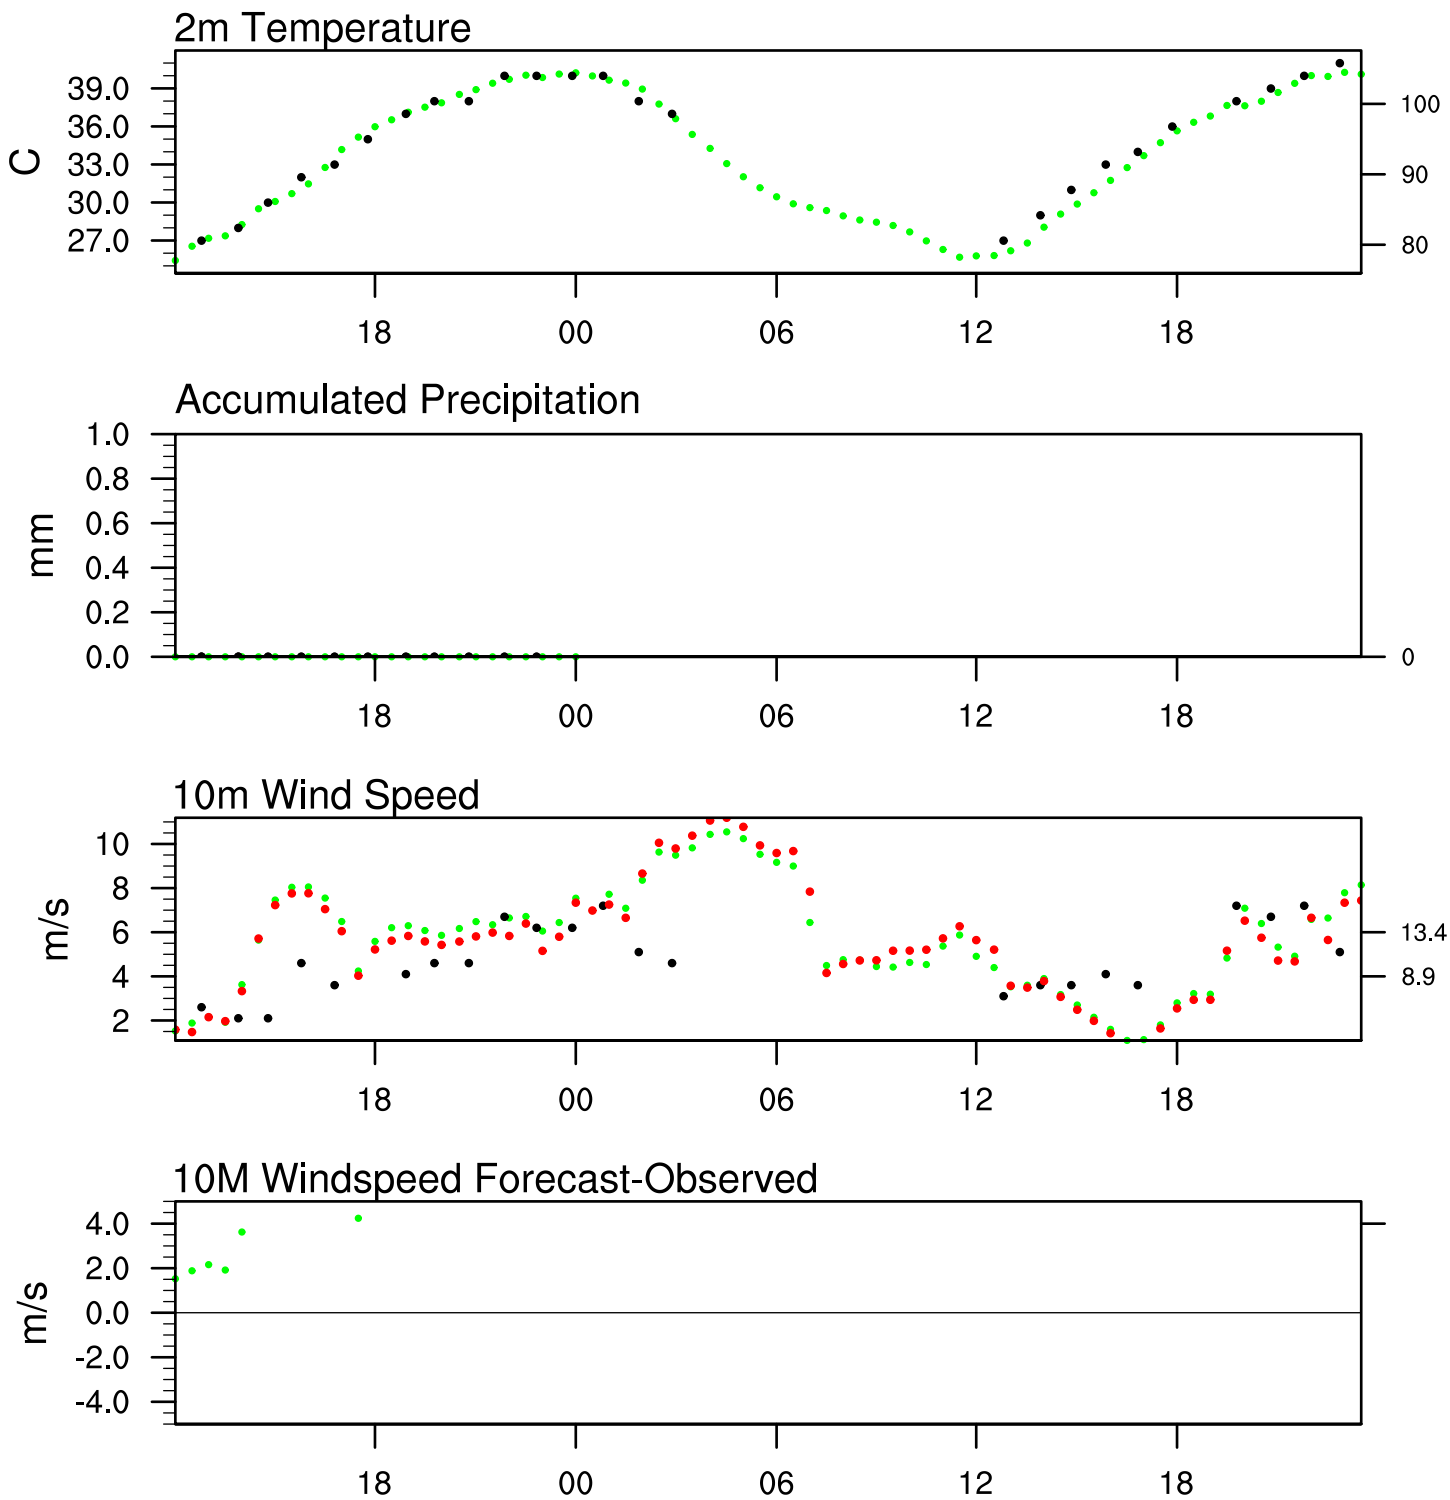 2m Temperature
39.0
36.0
33.0
30.0
27.0
C
100
90
80
18 00 06 12 18
Accumulated Precipitation
1.0
0.8
0.6
0.4
0.2
0.0
mm
0
18 00 06 12 18
10m Wind Speed
10
8
6
4
2
m/s
13.4
8.9
18 00 06 12 18
10M Windspeed Forecast-Observed
4.0
2.0
0.0
-2.0
-4.0
m/s
18 00 06 12 18